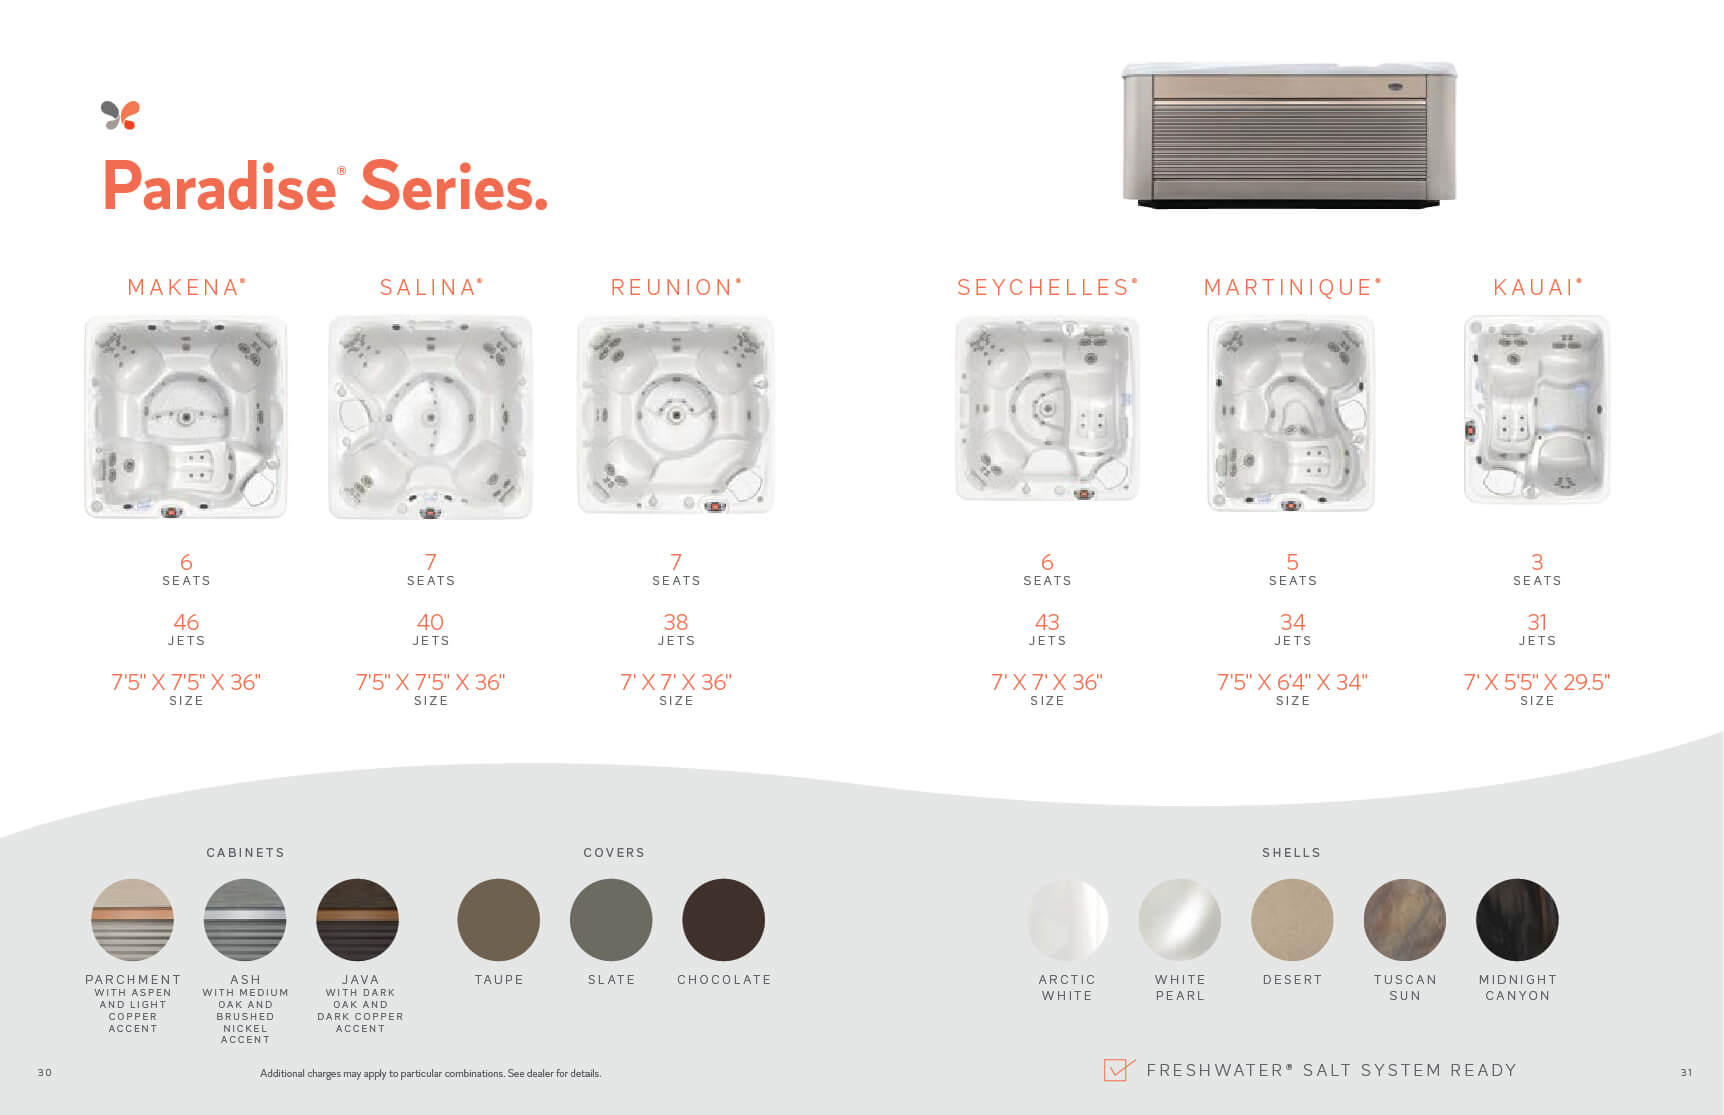 Paradise® Series.
MAKENA®
6
SEATS
46
JETS
7'5" X 7'5" X 36"
SIZE
SALINA®
7
SEATS
40
JETS
7'5" X 7'5" X 36"
SIZE
REUNION®
7
SEATS
38
JETS
7' X 7' X 36"
SIZE
SEYCHELLES®
6
SEATS
43
JETS
7' X 7' X 36"
SIZE
MARTINIQUE®
5
SEATS
34
JETS
7'5" X 6'4" X 34"
SIZE
KAUAI®
3
SEATS
31
JETS
7' X 5'5" X 29.5"
SIZE
CABINETS
PARCHMENT
WITH ASPEN
AND LIGHT
COPPER
ACCENT
ASH
WITH MEDIUM
OAK AND
BRUSHED
NICKEL
ACCENT
JAVA
WITH DARK
OAK AND
DARK COPPER
ACCENT
COVERS
TAUPE
SLATE
CHOCOLATE
SHELLS
ARCTIC
WHITE
WHITE
PEARL
DESERT
TUSCAN
SUN
MIDNIGHT
CANYON
30
Additional charges may apply to particular combinations. See dealer for details.
FRESHWATER® SALT SYSTEM READY
31